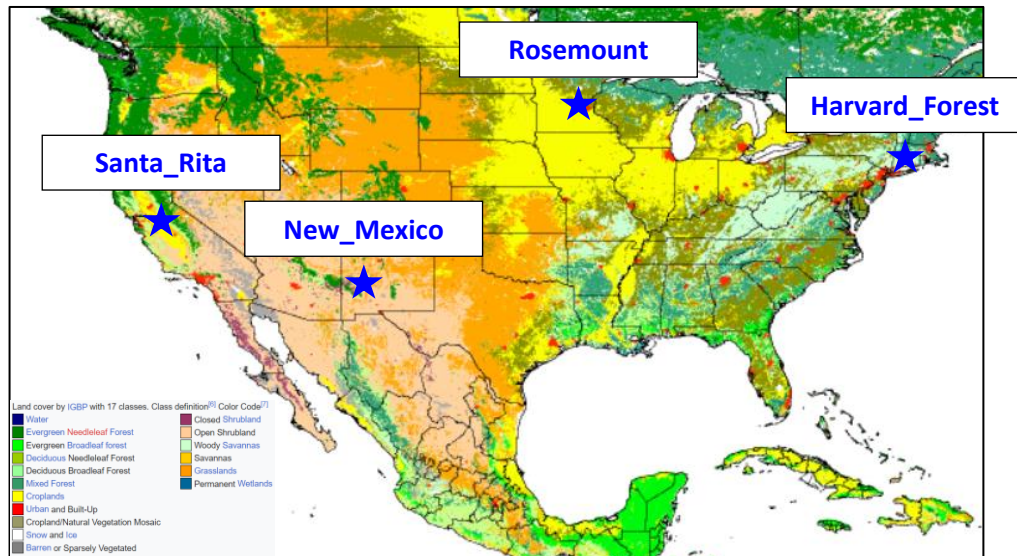 Rosemount
Harvard_Forest
Santa_Rita
New_Mexico
Land cover by IGBP with 17 classes. Class definition[6] Color Code[7]
Water
Evergreen Needleleaf Forest
Evergreen Broadleaf forest
Deciduous Needleleaf Forest
Deciduous Broadleaf Forest
Mixed Forest
Croplands
Urban and Built-Up
Cropland/Natural Vegetation Mosaic
Snow and Ice
Barren or Sparsely Vegetated
Closed Shrubland
Open Shrubland
Woody Savannas
Savannas
Grasslands
Permanent Wetlands